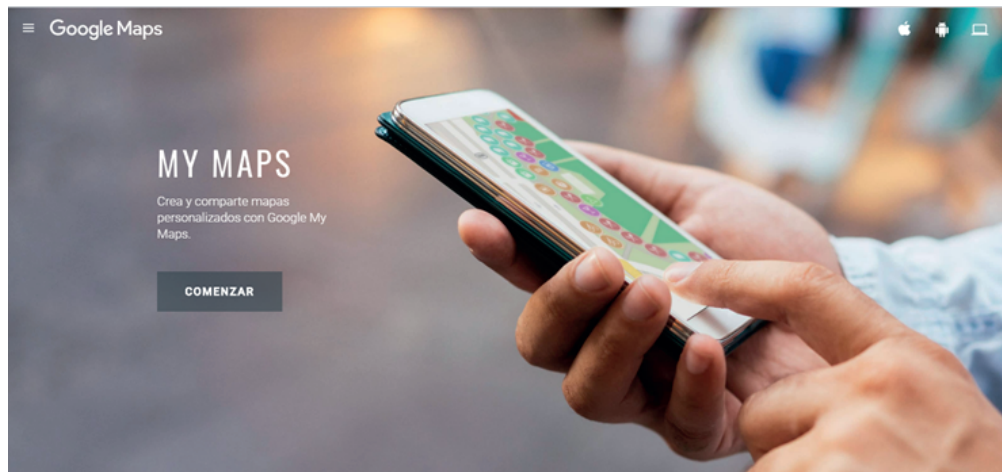 Google Maps
MY MAPS
Crea y comparte mapas
personalizados con Google My
Maps.
COMENZAR